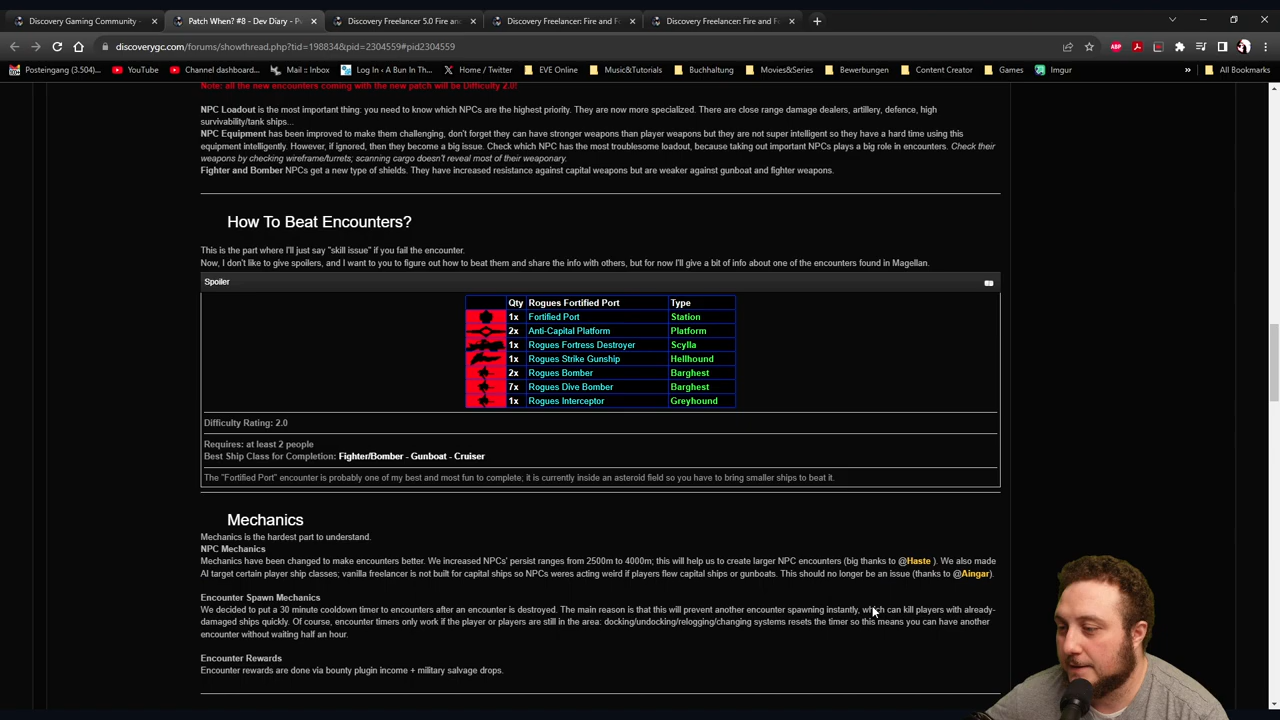 Discovery Gaming Community -
Patch When? #8 - Dev Diary - P
Discovery Freelancer 5.0 Fire and
Discovery Freelancer: Fire and F
Discovery Freelancer: Fire and F
discoverygc.com/forums/showthread.php?tid=198834&pid=2304559#pid2304559
Posteingang (3.504)...
YouTube
Channel dashboard...
Mail :: Inbox
Log In ‹ A Bun In Th...
Home / Twitter
EVE Online
Music&Tutorials
Buchhaltung
Movies&Series
Bewerbungen
Content Creator
Games
Imgur
»
All Bookmarks
Note: all the new encounters coming with the new patch will be Difficulty 2.0!
NPC Loadout is the most important thing: you need to know which NPCs are the highest priority. They are now more specialized. There are close range damage dealers, artillery, defence, high
survivability/tank ships...
NPC Equipment has been improved to make them challenging, don't forget they can have stronger weapons than player weapons but they are not super intelligent so they have a hard time using this
equipment intelligently. However, if ignored, then they become a big issue. Check which NPC has the most troublesome loadout, because taking out important NPCs plays a big role in encounters. Check their
weapons by checking wireframe/turrets; scanning cargo doesn't reveal most of their weaponary.
Fighter and Bomber NPCs get a new type of shields. They have increased resistance against capital weapons but are weaker against gunboat and fighter weapons.
How To Beat Encounters?
This is the part where I'll just say "skill issue" if you fail the encounter.
Now, I don't like to give spoilers, and I want to you to figure out how to beat them and share the info with others, but for now I'll give a bit of info about one of the encounters found in Magellan.
Spoiler
Qty Rogues Fortified Port Type
1x Fortified Port Station
2x Anti-Capital Platform Platform
1x Rogues Fortress Destroyer Scylla
1x Rogues Strike Gunship Hellhound
2x Rogues Bomber Barghest
7x Rogues Dive Bomber Barghest
1x Rogues Interceptor Greyhound
Difficulty Rating: 2.0
Requires: at least 2 people
Best Ship Class for Completion: Fighter/Bomber - Gunboat - Cruiser
The "Fortified Port" encounter is probably one of my best and most fun to complete; it is currently inside an asteroid field so you have to bring smaller ships to beat it.
Mechanics
Mechanics is the hardest part to understand.
NPC Mechanics
Mechanics have been changed to make encounters better. We increased NPCs' persist ranges from 2500m to 4000m; this will help us to create larger NPC encounters (big thanks to @Haste ). We also made
AI target certain player ship classes; vanilla freelancer is not built for capital ships so NPCs weres acting weird if players flew capital ships or gunboats. This should no longer be an issue (thanks to @Aingar).
Encounter Spawn Mechanics
We decided to put a 30 minute cooldown timer to encounters after an encounter is destroyed. The main reason is that this will prevent another encounter spawning instantly, which can kill players with already-
damaged ships quickly. Of course, encounter timers only work if the player or players are still in the area: docking/undocking/relogging/changing systems resets the timer so this means you can have another
encounter without waiting half an hour.
Encounter Rewards
Encounter rewards are done via bounty plugin income + military salvage drops.